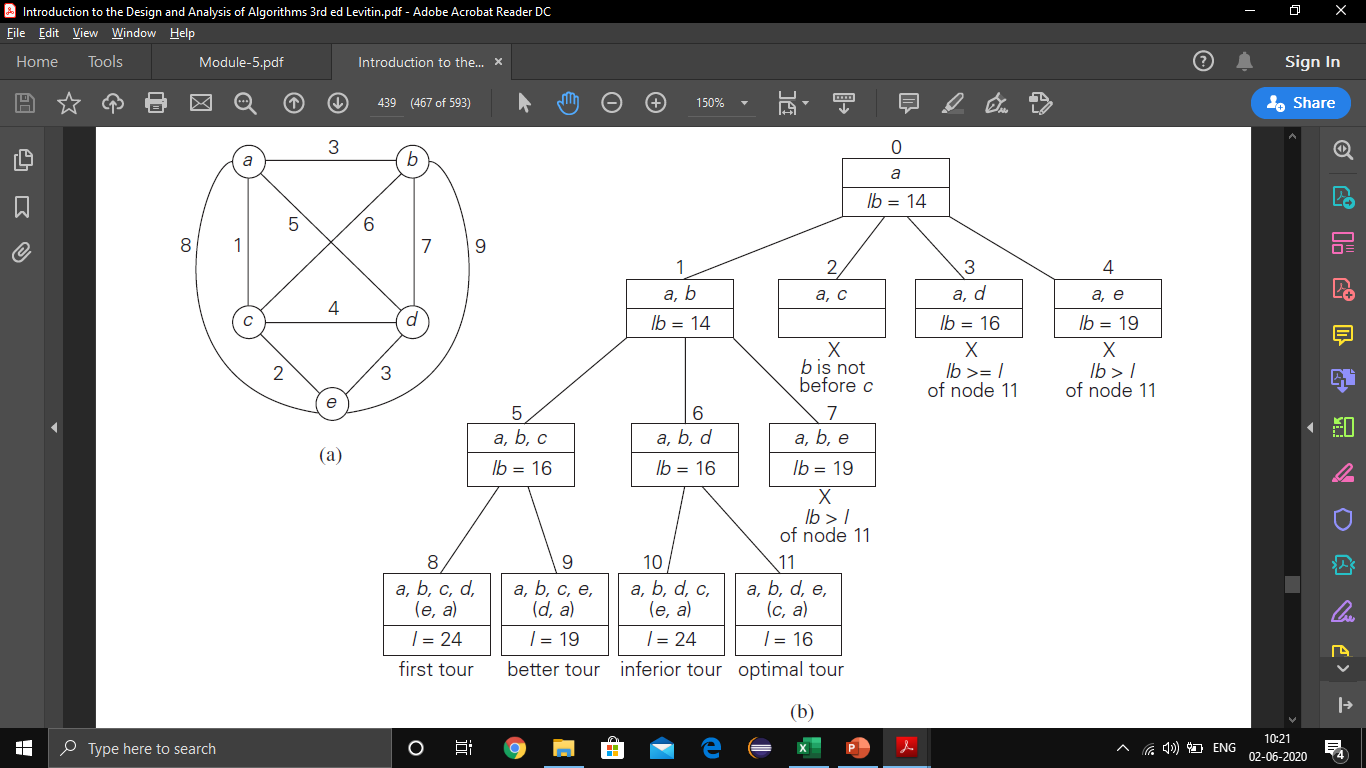 Introduction to the Design and Analysis of Algorithms 3rd ed Levitin.pdf - Adobe Acrobat Reader DC
File Edit View Window Help
Home Tools Module-5.pdf Introduction to the... × Sign In
439 (467 of 593) 150% Share
a 3 b
5 6
8 1 7 9
c 4 d
2 3
e
(a)
0
a
lb = 14
1 2 3 4
a, b a, c a, d a, e
lb = 14 lb = 16 lb = 19
X X X
b is not lb >= l lb > l
before c of node 11 of node 11
5 6 7
a, b, c a, b, d a, b, e
lb = 16 lb = 16 lb = 19
X
lb > l
of node 11
8 9 10 11
a, b, c, d, a, b, c, e, a, b, d, c, a, b, d, e,
(e, a) (d, a) (e, a) (c, a)
l = 24 l = 19 l = 24 l = 16
first tour better tour inferior tour optimal tour
(b)
Type here to search ENG 10:21
02-06-2020 4